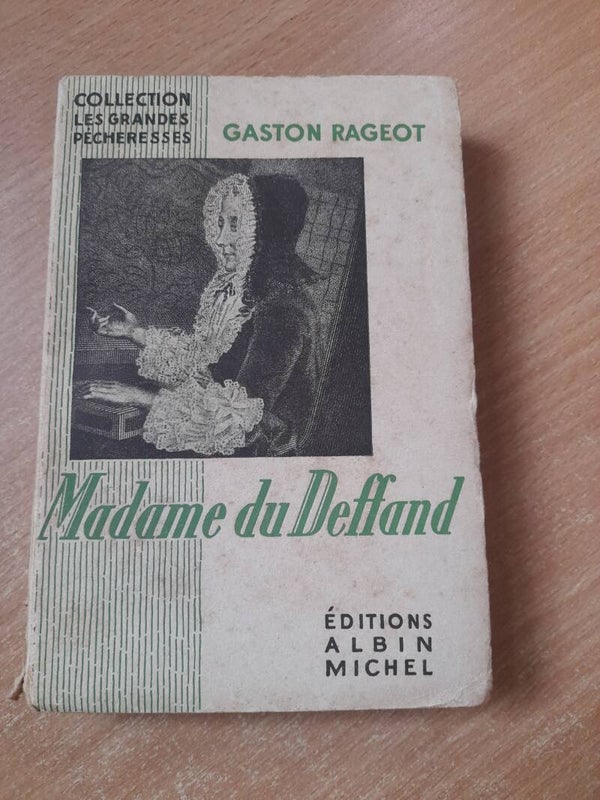 COLLECTION
LES GRANDES
PÉCHERESSES
GASTON RAGEOT
Madame du Deffand
ÉDITIONS
ALBIN
MICHEL